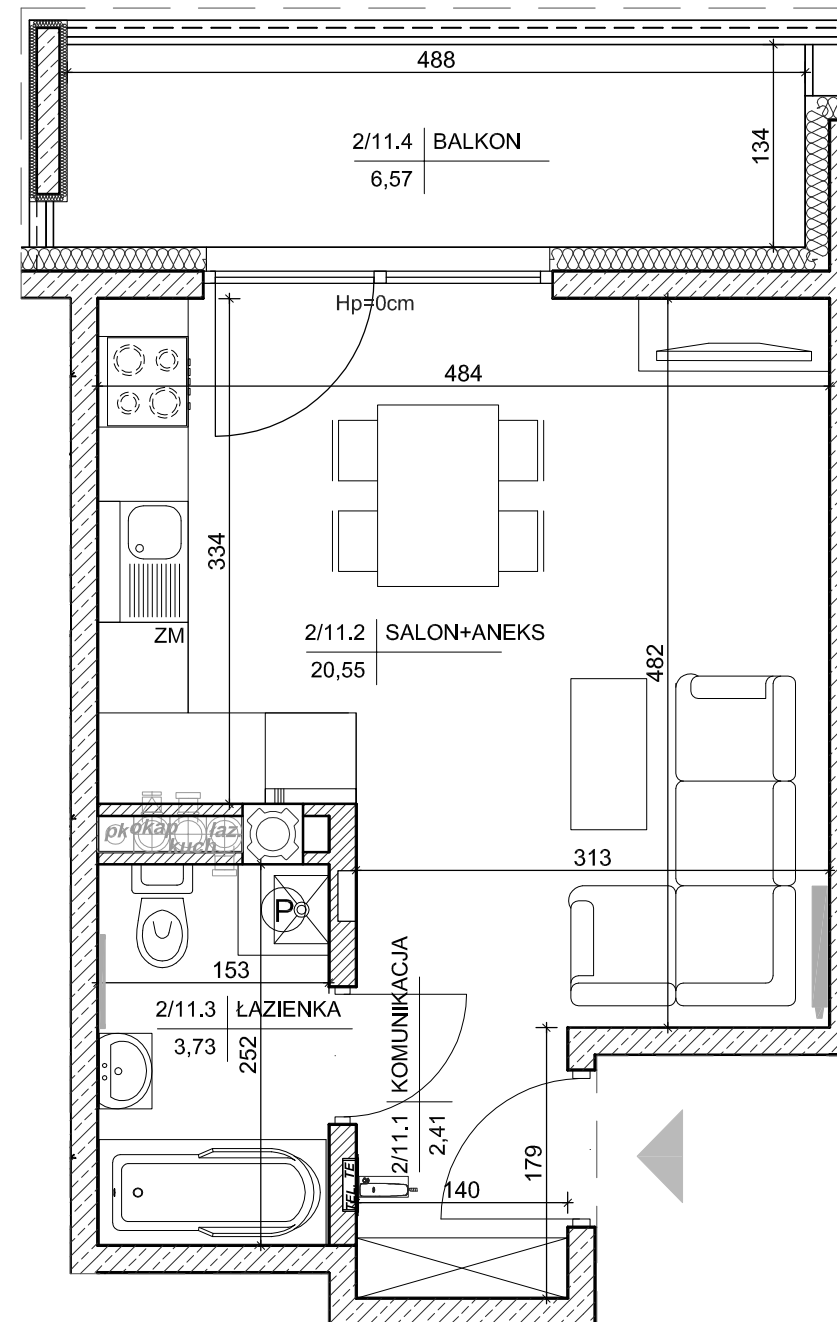 488
2/11.4 BALKON
6,57
134
Hp=0cm
484
334
2/11.2 SALON+ANEKS
20,55
ZM
482
pk okap kuch. łaz.
313
P
153
2/11.3 ŁAZIENKA
3,73
252
2/11.1 KOMUNIKACJA
2,41
179
140
TEL. TE